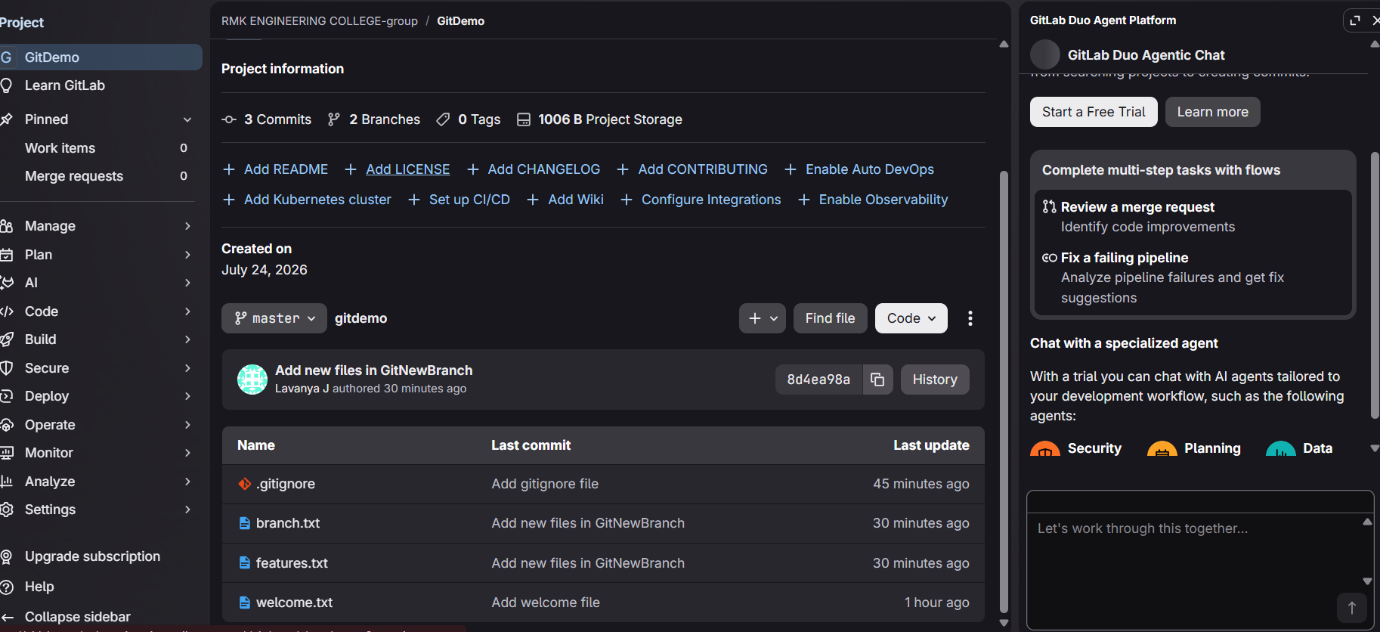 Project
G GitDemo
Learn GitLab
Pinned
Work items 0
Merge requests 0
Manage
Plan
AI
Code
Build
Secure
Deploy
Operate
Monitor
Analyze
Settings
Upgrade subscription
Help
Collapse sidebar
RMK ENGINEERING COLLEGE-group / GitDemo
Project information
3 Commits 2 Branches 0 Tags 1006 B Project Storage
+ Add README + Add LICENSE + Add CHANGELOG + Add CONTRIBUTING + Enable Auto DevOps
+ Add Kubernetes cluster + Set up CI/CD + Add Wiki + Configure Integrations + Enable Observability
Created on
July 24, 2026
master gitdemo + Find file Code
Add new files in GitNewBranch
Lavanya J authored 30 minutes ago
8d4ea98a History
Name Last commit Last update
.gitignore Add gitignore file 45 minutes ago
branch.txt Add new files in GitNewBranch 30 minutes ago
features.txt Add new files in GitNewBranch 30 minutes ago
welcome.txt Add welcome file 1 hour ago
GitLab Duo Agent Platform
GitLab Duo Agentic Chat
from searching projects to creating commits.
Start a Free Trial Learn more
Complete multi-step tasks with flows
Review a merge request
Identify code improvements
Fix a failing pipeline
Analyze pipeline failures and get fix
suggestions
Chat with a specialized agent
With a trial you can chat with AI agents tailored to
your development workflow, such as the following
agents:
Security Planning Data
Let's work through this together...